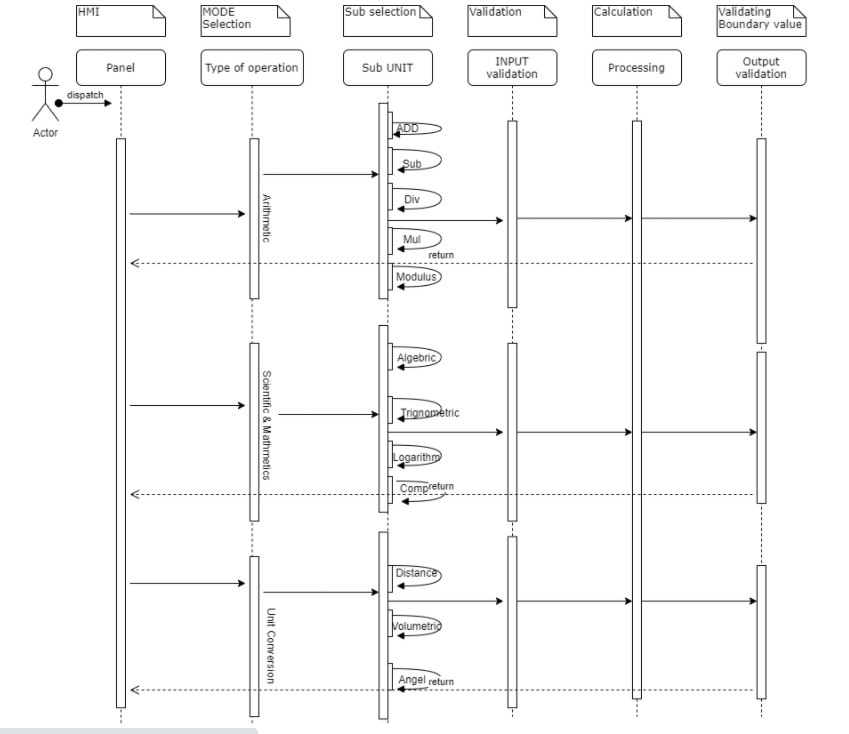 HMI
MODE
Selection
Sub selection
Validation
Calculation
Validating
Boundary value
Panel
Type of operation
Sub UNIT
INPUT
validation
Processing
Output
validation
dispatch
Actor
ADD
Sub
Div
Arithmetic
Mul
return
Modulus
Algebric
Scientific & Mathmetics
Trignometric
Logarithm
Comp
return
Distance
Unit Conversion
Volumetric
Angel
return